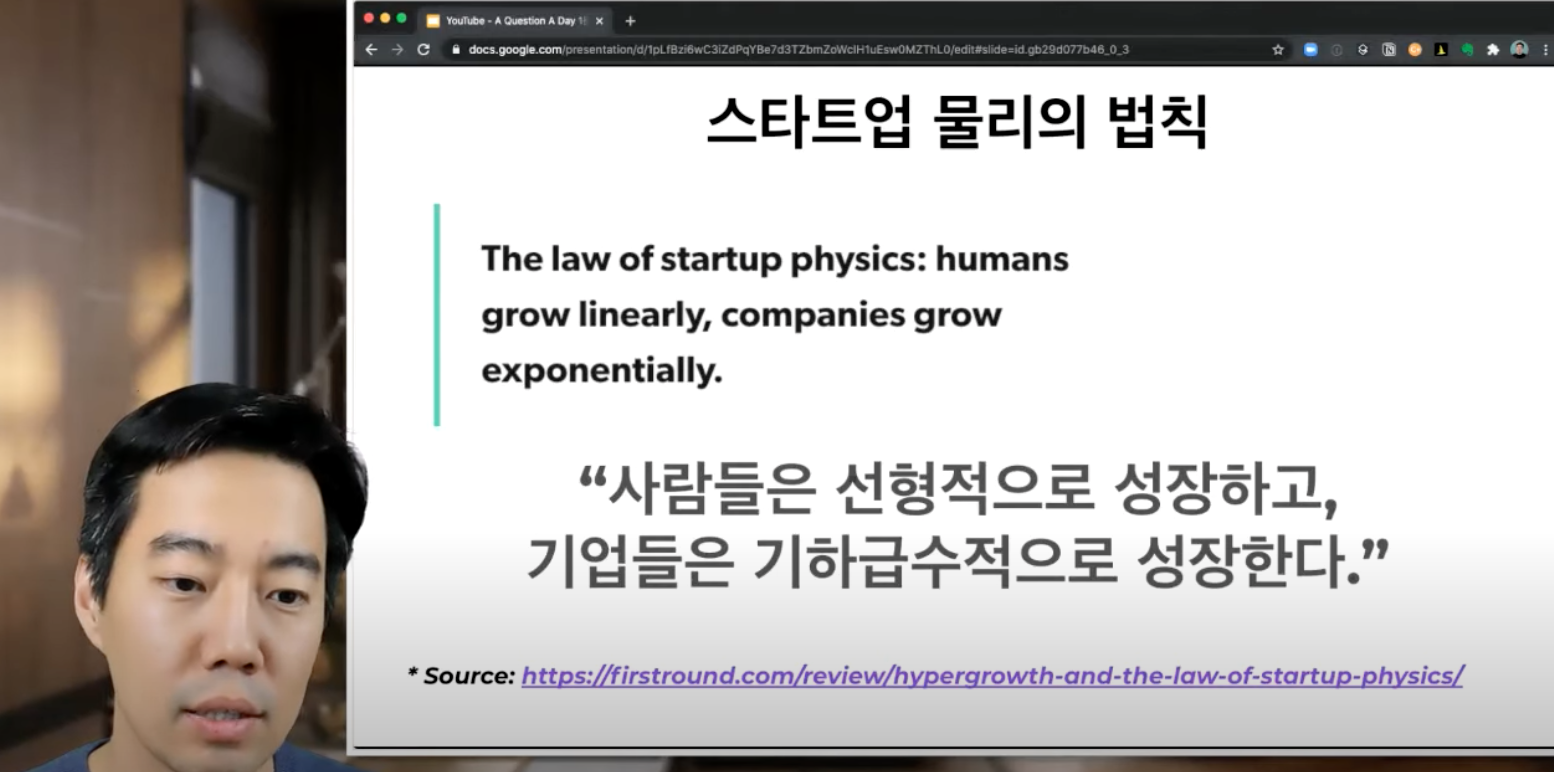 YouTube - A Question A Day
docs.google.com/presentation/d/1pLfBzi6wC3iZdPqYBe7d3TZbmZoWclH1uEsw0MZThL0/edit#slide=id.gb29d077b46_0_3
스타트업 물리의 법칙
The law of startup physics: humans
grow linearly, companies grow
exponentially.
“사람들은 선형적으로 성장하고,
기업들은 기하급수적으로 성장한다.”
* Source: https://firstround.com/review/hypergrowth-and-the-law-of-startup-physics/